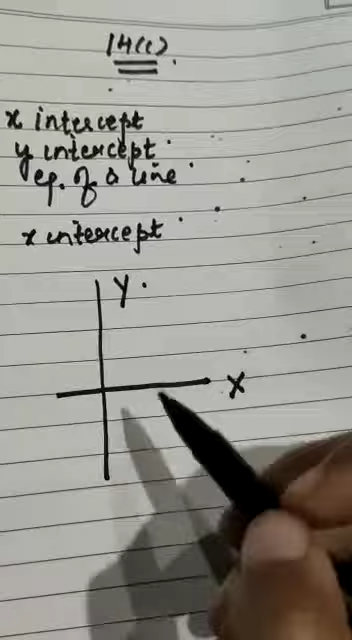 14(c)
x intercept
y intercept
eq. of a line
x intercept
Y
X